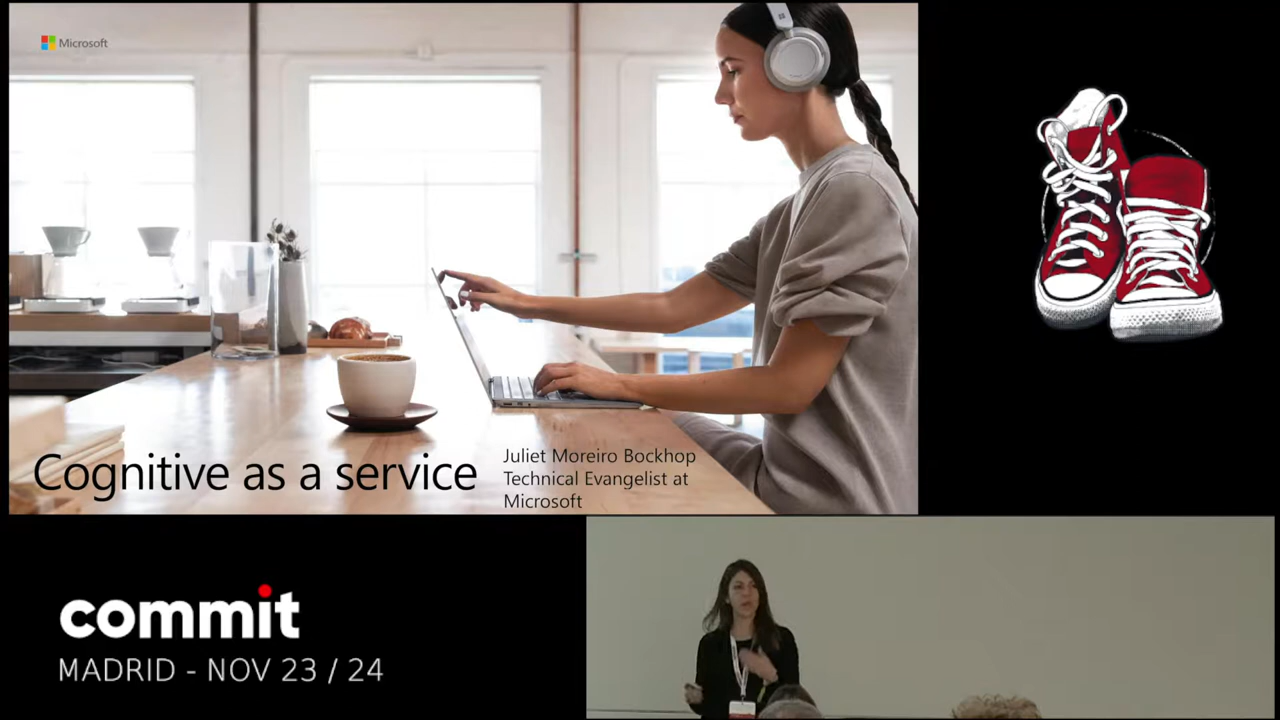 Microsoft
Cognitive as a service
Juliet Moreiro Bockhop
Technical Evangelist at
Microsoft
commit
MADRID - NOV 23 / 24